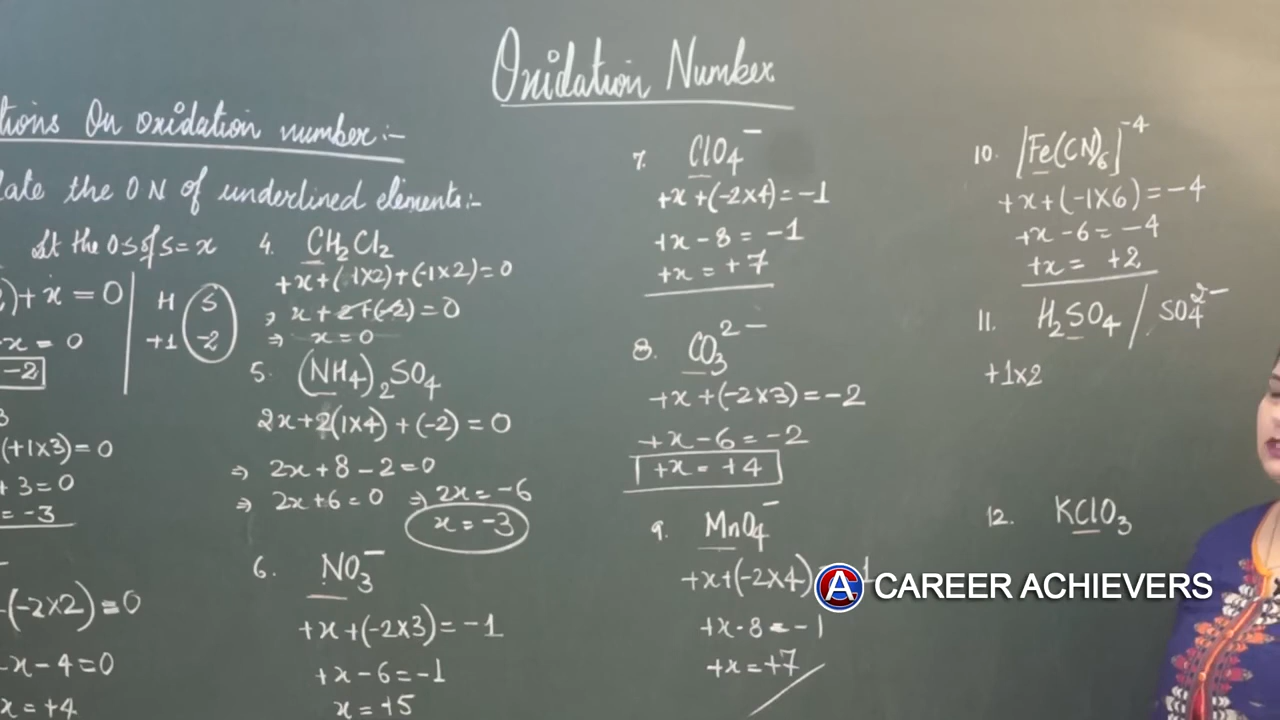 Oxidation Number
tions On oxidation number:-
late the ON of underlined elements:-
Let the OS of S = x
) + x = 0
x = 0
-2
H S
+1 -2
3
(+1x3) = 0
+ 3 = 0
= -3
(-2x2) = 0
x - 4 = 0
x = +4
4. CH₂Cl₂
+x + (1x2) + (-1x2) = 0
⇒ x + 2 + (-2) = 0
⇒ x = 0
5. (NH₄)₂SO₄
2x + 2(1x4) + (-2) = 0
⇒ 2x + 8 - 2 = 0
⇒ 2x + 6 = 0 ⇒ 2x = -6
x = -3
6. NO₃⁻
+x + (-2x3) = -1
+x - 6 = -1
x = +5
7. ClO₄⁻
+x + (-2x4) = -1
+x - 8 = -1
+x = +7
8. CO₃²⁻
+x + (-2x3) = -2
+x - 6 = -2
+x = +4
9. MnO₄⁻
+x + (-2x4) 1
+x - 8 = -1
+x = +7
10. [Fe(CN)₆]⁻⁴
+x + (-1x6) = -4
+x - 6 = -4
+x = +2
11. H₂SO₄ / SO₄²⁻
+1x2
12. KClO₃
CAREER ACHIEVERS